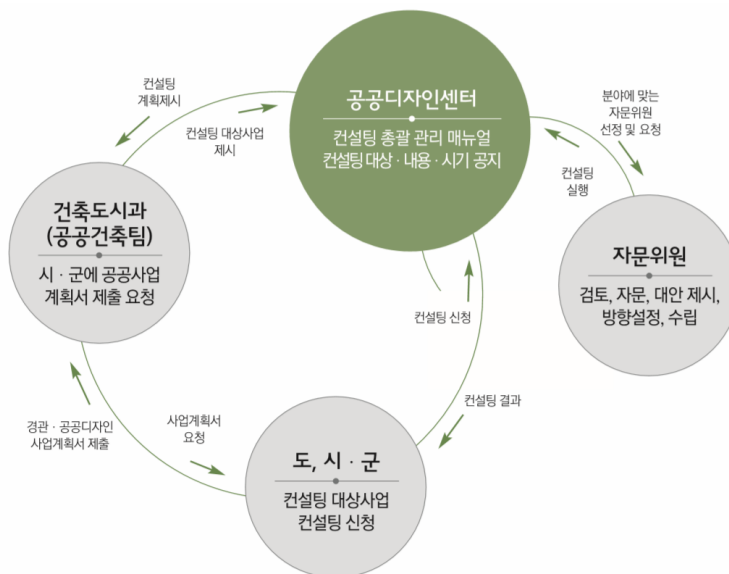 공공디자인센터
컨설팅 총괄 관리 매뉴얼
컨설팅 대상 · 내용 · 시기 공지
컨설팅
계획제시
컨설팅 대상사업
제시
분야에 맞는
자문위원
선정 및 요청
컨설팅
실행
건축도시과
(공공건축팀)
시 · 군에 공공사업
계획서 제출 요청
자문위원
검토, 자문, 대안 제시,
방향설정, 수립
컨설팅 신청
컨설팅 결과
경관 · 공공디자인
사업계획서 제출
사업계획서
요청
도, 시 · 군
컨설팅 대상사업
컨설팅 신청